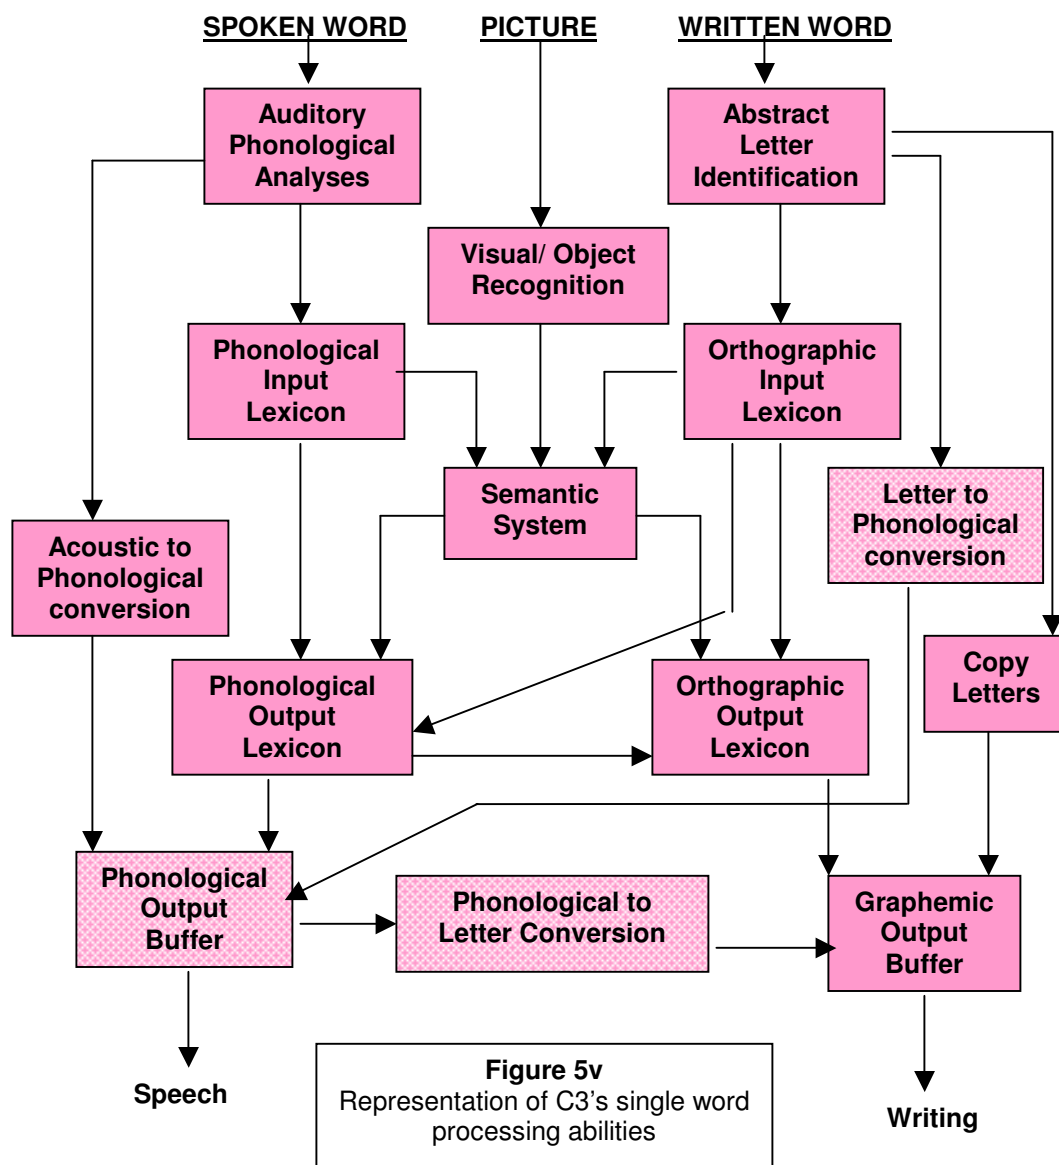 SPOKEN WORD PICTURE WRITTEN WORD
Auditory
Phonological
Analyses
Abstract
Letter
Identification
Visual/ Object
Recognition
Phonological
Input
Lexicon
Orthographic
Input
Lexicon
Semantic
System
Letter to
Phonological
conversion
Acoustic to
Phonological
conversion
Copy
Letters
Phonological
Output
Lexicon
Orthographic
Output
Lexicon
Phonological
Output
Buffer
Phonological to
Letter Conversion
Graphemic
Output
Buffer
Speech
Figure 5v
Representation of C3's single word
processing abilities
Writing